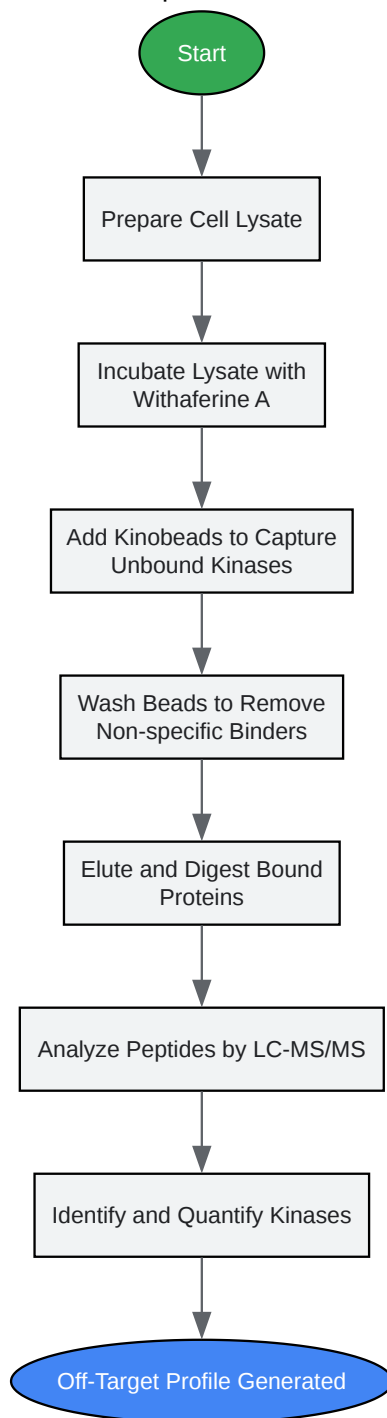 Start
Prepare Cell Lysate
Incubate Lysate with
Withaferine A
Add Kinobeads to Capture
Unbound Kinases
Wash Beads to Remove
Non-specific Binders
Elute and Digest Bound
Proteins
Analyze Peptides by LC-MS/MS
Identify and Quantify Kinases
Off-Target Profile Generated